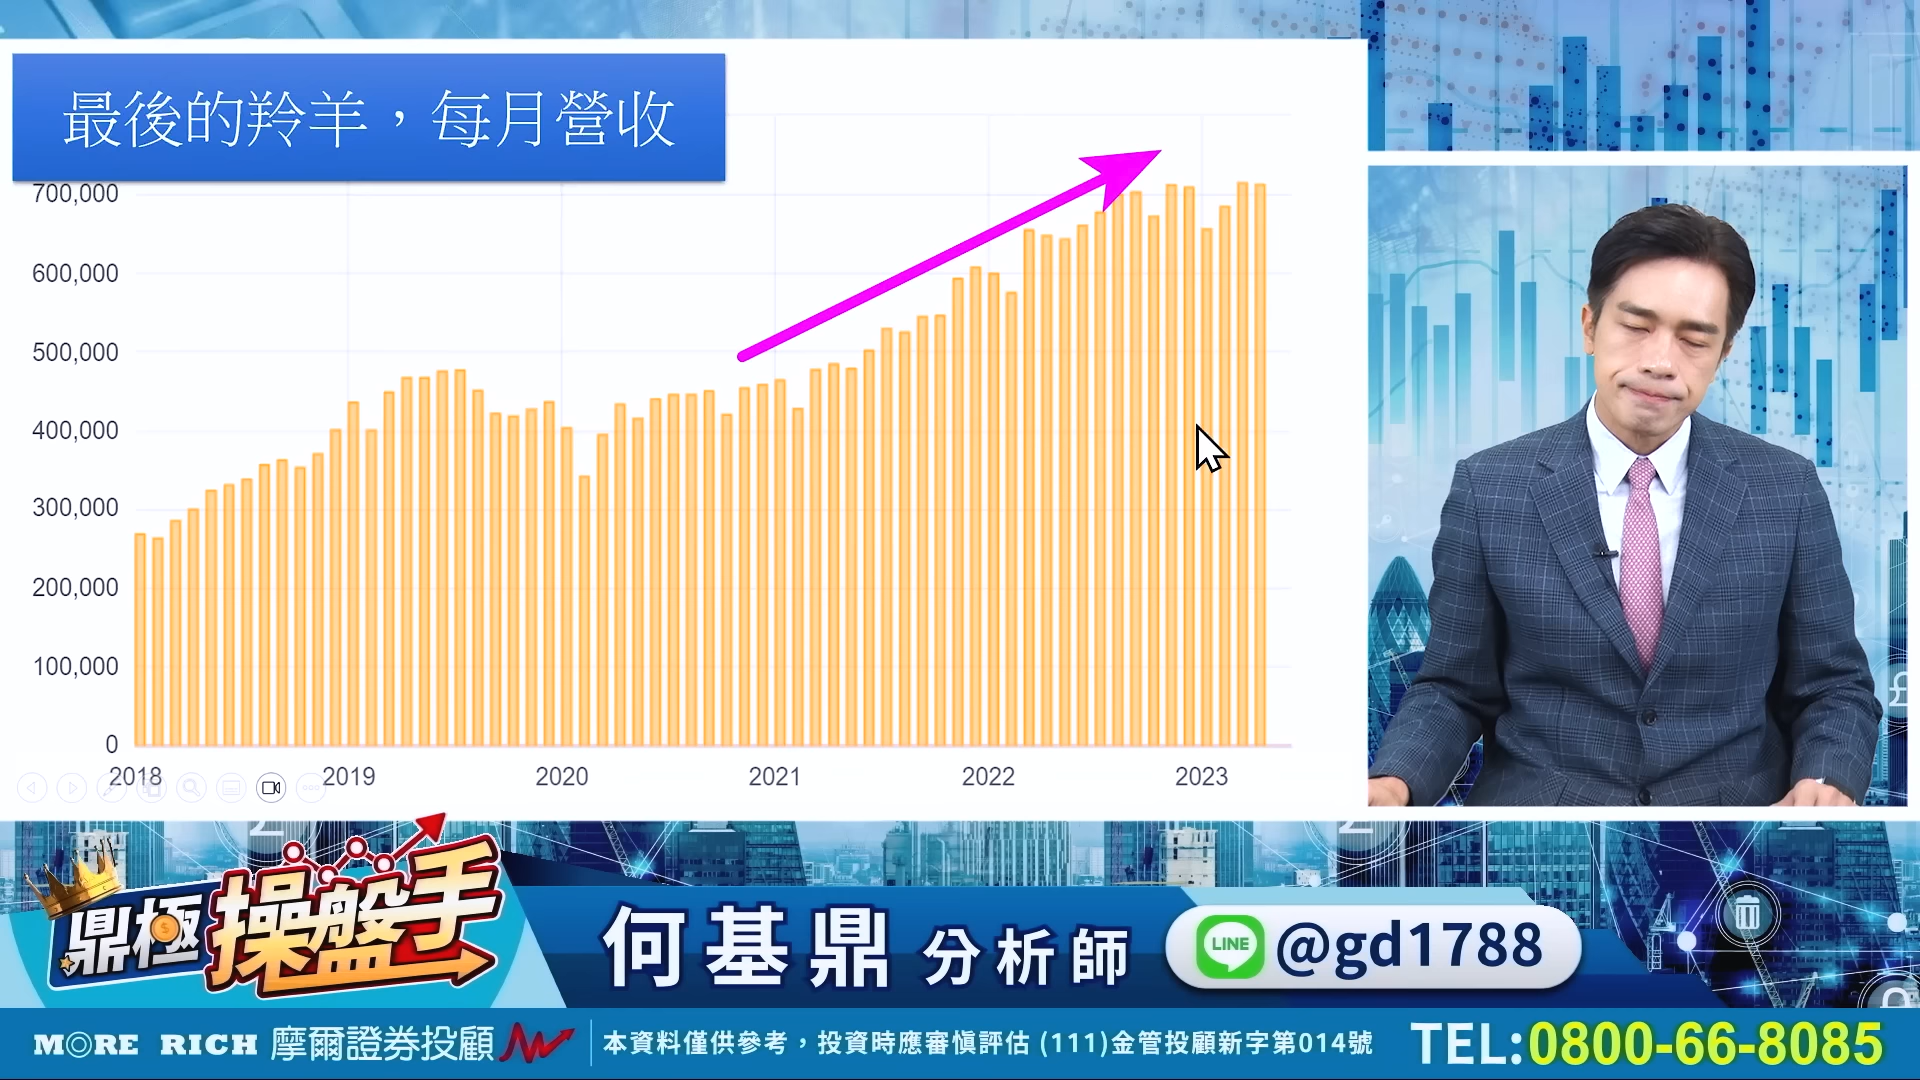 最後的羚羊，每月營收
700,000
600,000
500,000
400,000
300,000
200,000
100,000
0
2018 2019 2020 2021 2022 2023
鼎極操盤手
何基鼎 分析師
LINE @gd1788
MORE RICH 摩爾證券投顧
本資料僅供參考，投資時應審慎評估 (111)金管投顧新字第014號
TEL:0800-66-8085